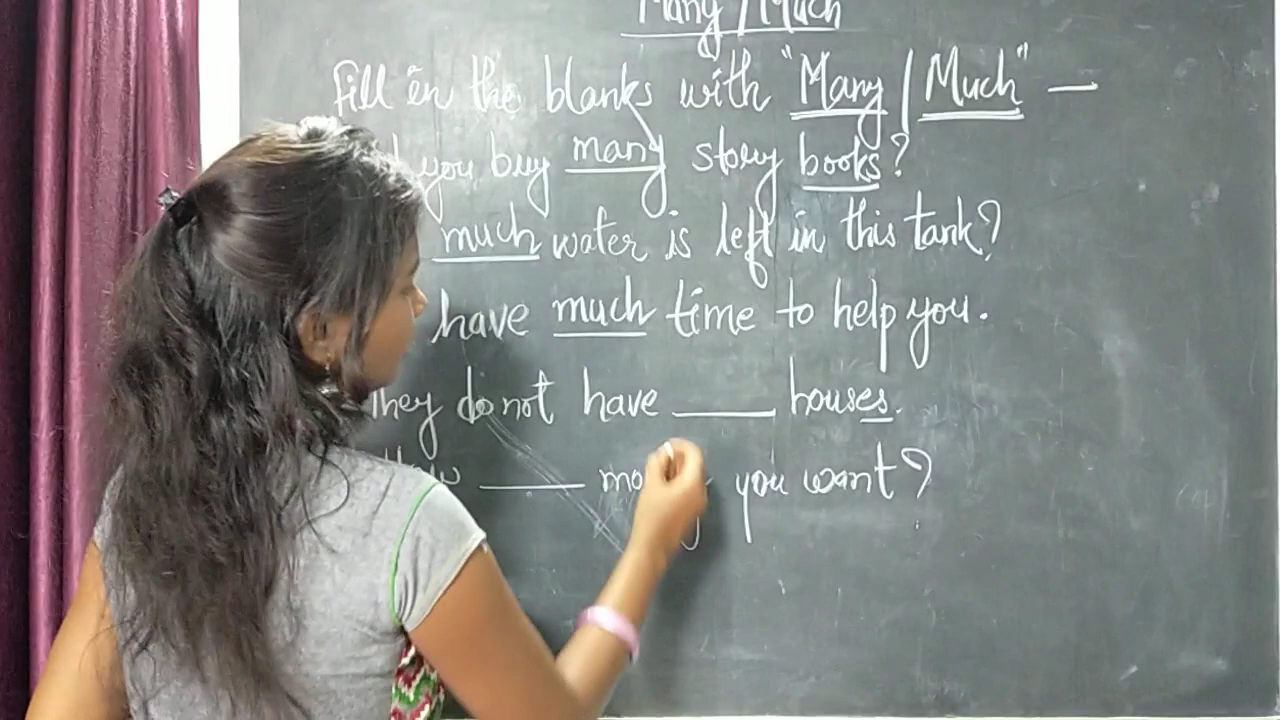 Many / Much
Fill in the blanks with "Many / Much" —
you buy many story books?
much water is left in this tank?
have much time to help you.
They do not have ____ houses.
____ you want?